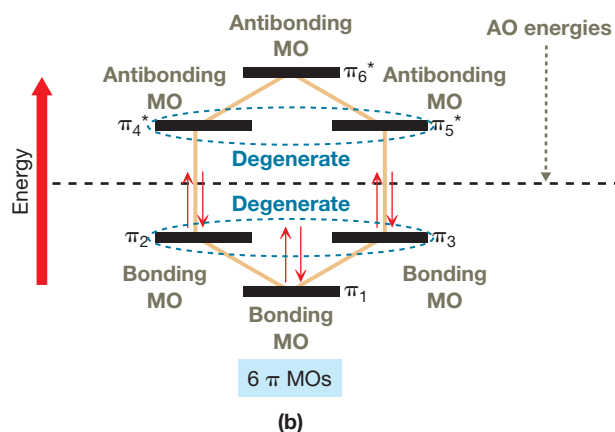 Antibonding
MO
AO energies
π6*
Antibonding
MO
Antibonding
MO
π4*
π5*
Degenerate
Energy
Degenerate
π2
π3
Bonding
MO
Bonding
MO
π1
Bonding
MO
6 π MOs
(b)